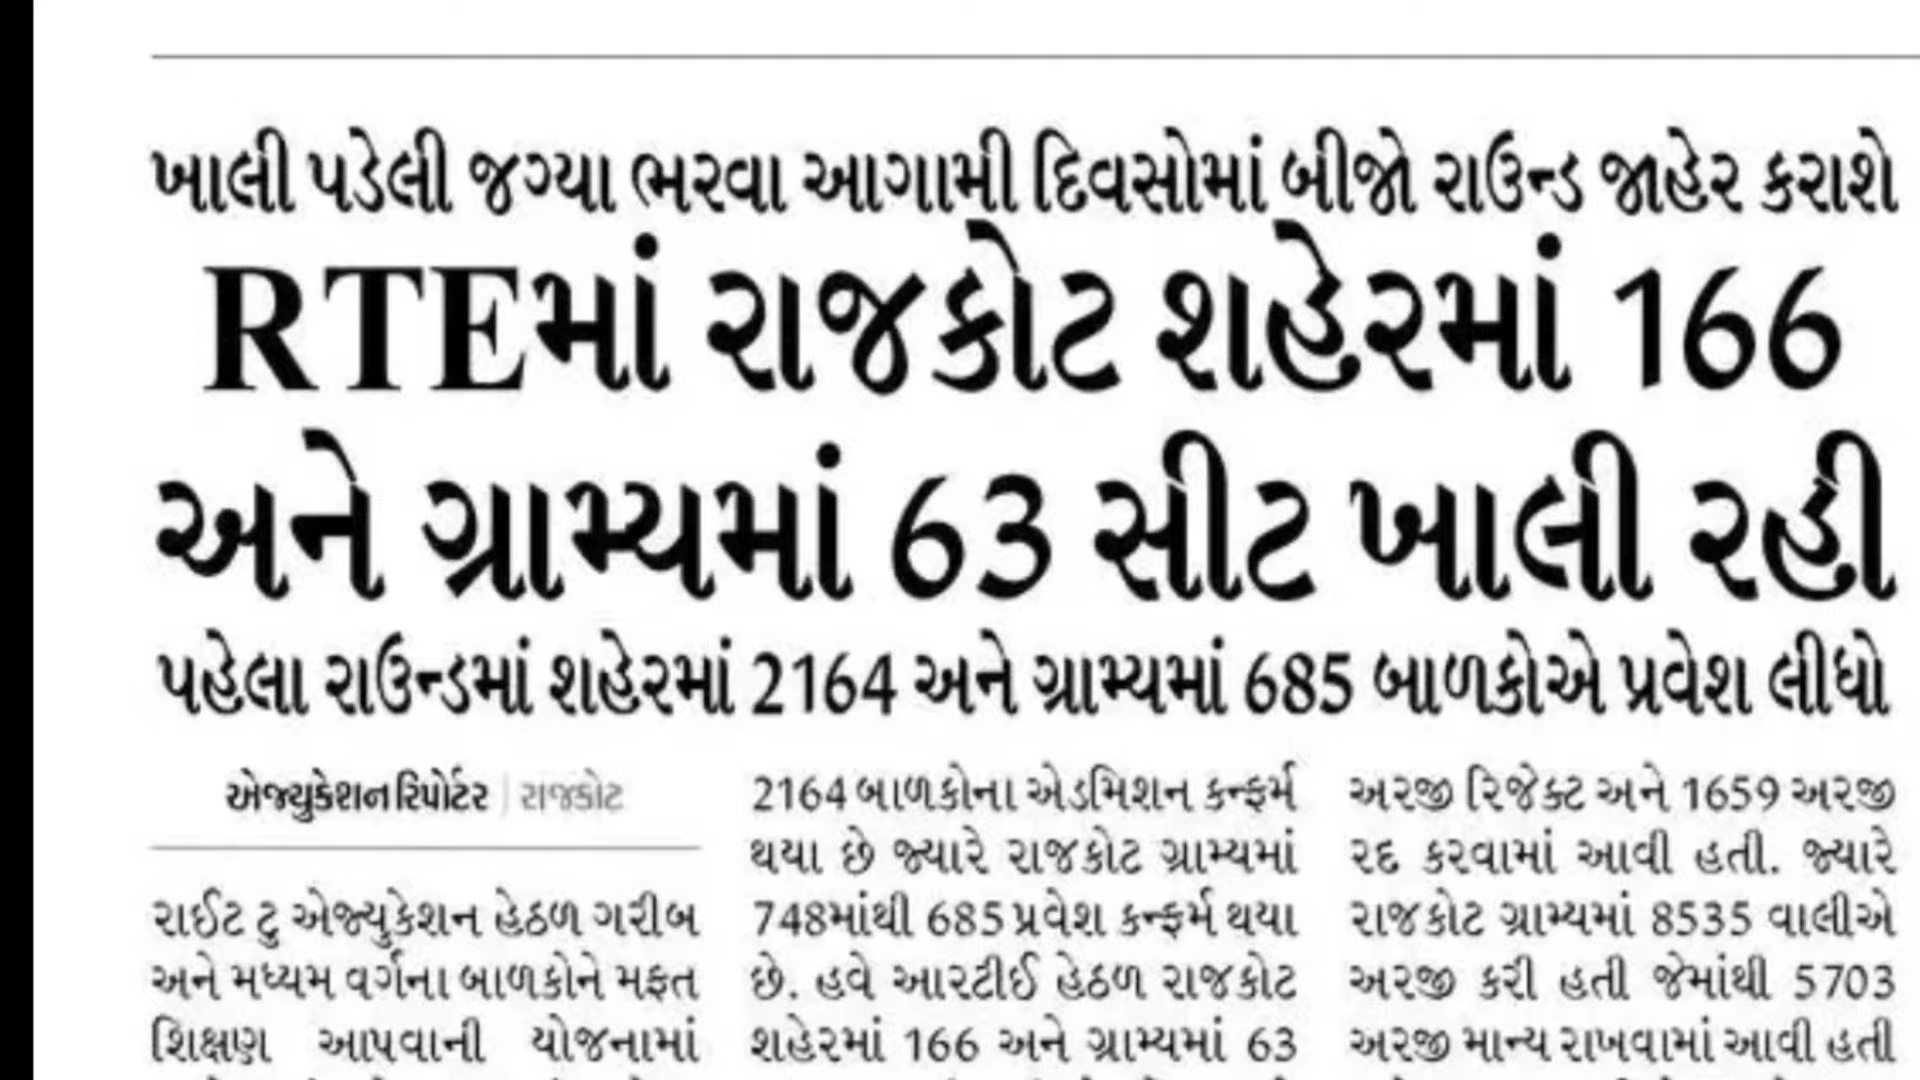 ખાલી પડેલી જગ્યા ભરવા આગામી દિવસોમાં બીજો રાઉન્ડ જાહેર કરાશે
RTEમાં રાજકોટ શહેરમાં 166
અને ગ્રામ્યમાં 63 સીટ ખાલી રહી
પહેલા રાઉન્ડમાં શહેરમાં 2164 અને ગ્રામ્યમાં 685 બાળકોએ પ્રવેશ લીધો
એજ્યુકેશન રિપોર્ટર | રાજકોટ
રાઈટ ટુ એજ્યુકેશન હેઠળ ગરીબ
અને મધ્યમ વર્ગના બાળકોને મફત
શિક્ષણ આપવાની યોજનામાં
2164 બાળકોના એડમિશન કન્ફર્મ
થયા છે જ્યારે રાજકોટ ગ્રામ્યમાં
748માંથી 685 પ્રવેશ કન્ફર્મ થયા
છે. હવે આરટીઈ હેઠળ રાજકોટ
શહેરમાં 166 અને ગ્રામ્યમાં 63
અરજી રિજેક્ટ અને 1659 અરજી
રદ કરવામાં આવી હતી. જ્યારે
રાજકોટ ગ્રામ્યમાં 8535 વાલીએ
અરજી કરી હતી જેમાંથી 5703
અરજી માન્ય રાખવામાં આવી હતી